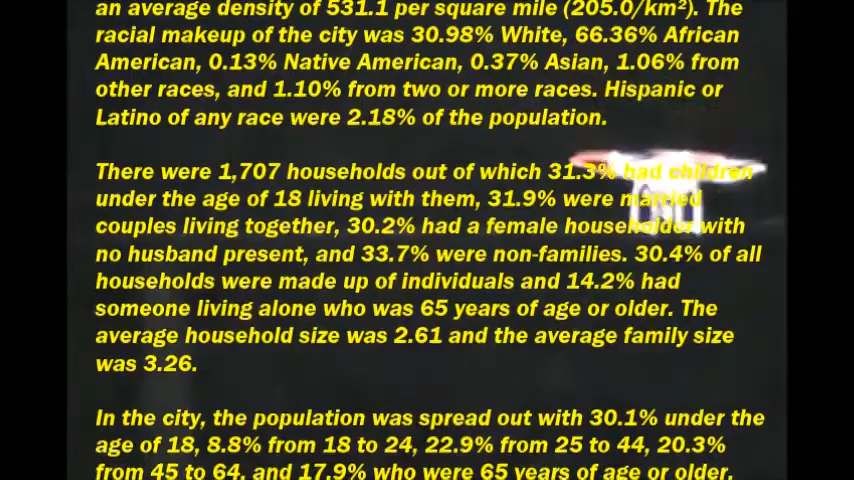 an average density of 531.1 per square mile (205.0/km²). The
racial makeup of the city was 30.98% White, 66.36% African
American, 0.13% Native American, 0.37% Asian, 1.06% from
other races, and 1.10% from two or more races. Hispanic or
Latino of any race were 2.18% of the population.
There were 1,707 households out of which 31.3% had children
under the age of 18 living with them, 31.9% were married
couples living together, 30.2% had a female householder with
no husband present, and 33.7% were non-families. 30.4% of all
households were made up of individuals and 14.2% had
someone living alone who was 65 years of age or older. The
average household size was 2.61 and the average family size
was 3.26.
In the city, the population was spread out with 30.1% under the
age of 18, 8.8% from 18 to 24, 22.9% from 25 to 44, 20.3%
from 45 to 64, and 17.9% who were 65 years of age or older.